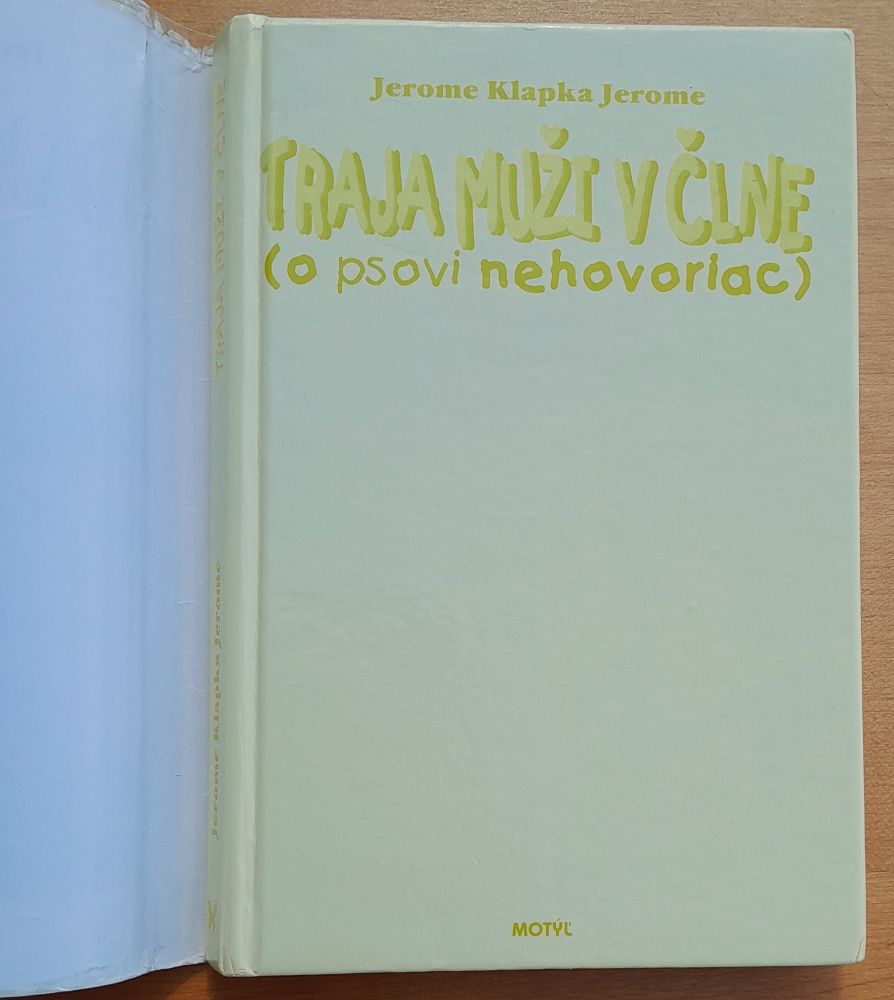 Jerome Klapka Jerome
TRAJA MUŽI V ČLNE
(o psovi nehovoriac)
MOTÝĽ
TRAJA MUŽI V ČLNE
Jerome Klapka Jerome